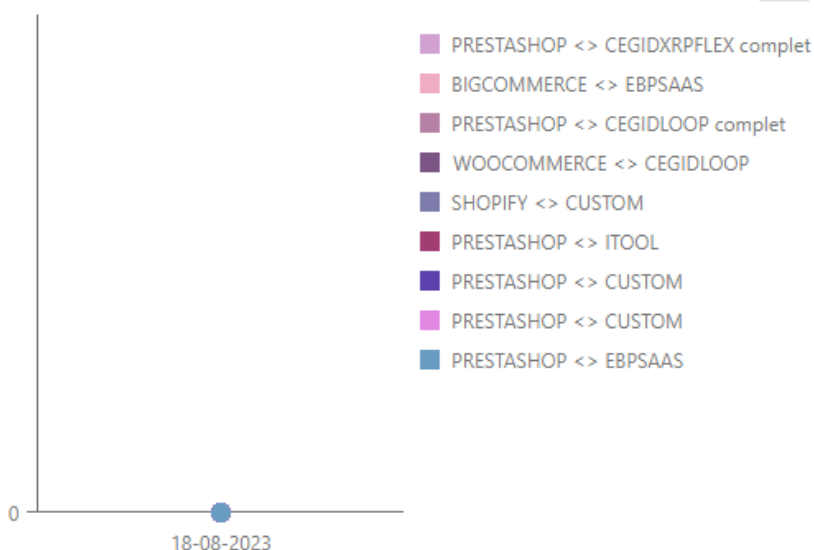 PRESTASHOP <> CEGIDXRPFLEX complet
BIGCOMMERCE <> EBPSAAS
PRESTASHOP <> CEGIDLOOP complet
WOOCOMMERCE <> CEGIDLOOP
SHOPIFY <> CUSTOM
PRESTASHOP <> ITOOL
PRESTASHOP <> CUSTOM
PRESTASHOP <> CUSTOM
PRESTASHOP <> EBPSAAS
0
18-08-2023